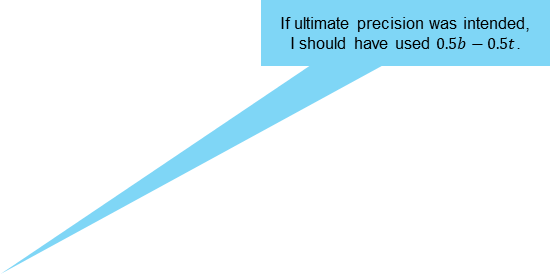 If ultimate precision was intended,
I should have used 0.5b − 0.5t.